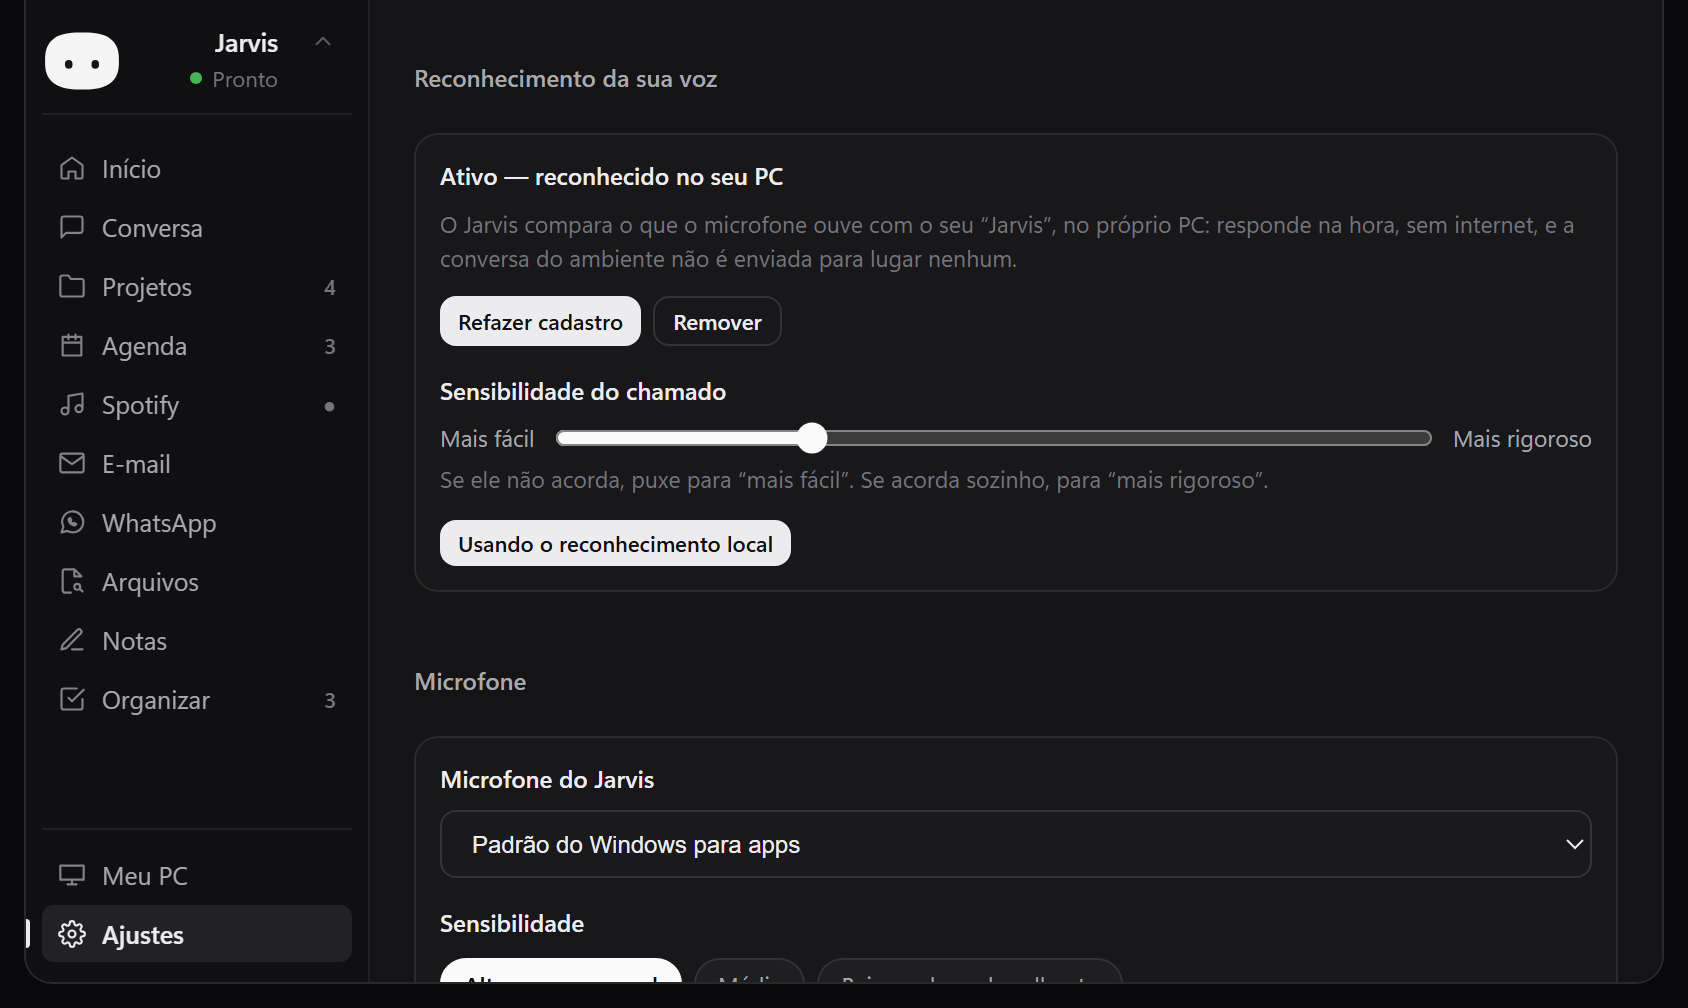 Jarvis
Pronto
Início
Conversa
Projetos 4
Agenda 3
Spotify
E-mail
WhatsApp
Arquivos
Notas
Organizar 3
Meu PC
Ajustes
Reconhecimento da sua voz
Ativo — reconhecido no seu PC
O Jarvis compara o que o microfone ouve com o seu “Jarvis”, no próprio PC: responde na hora, sem internet, e a
conversa do ambiente não é enviada para lugar nenhum.
Refazer cadastro Remover
Sensibilidade do chamado
Mais fácil Mais rigoroso
Se ele não acorda, puxe para “mais fácil”. Se acorda sozinho, para “mais rigoroso”.
Usando o reconhecimento local
Microfone
Microfone do Jarvis
Padrão do Windows para apps
Sensibilidade